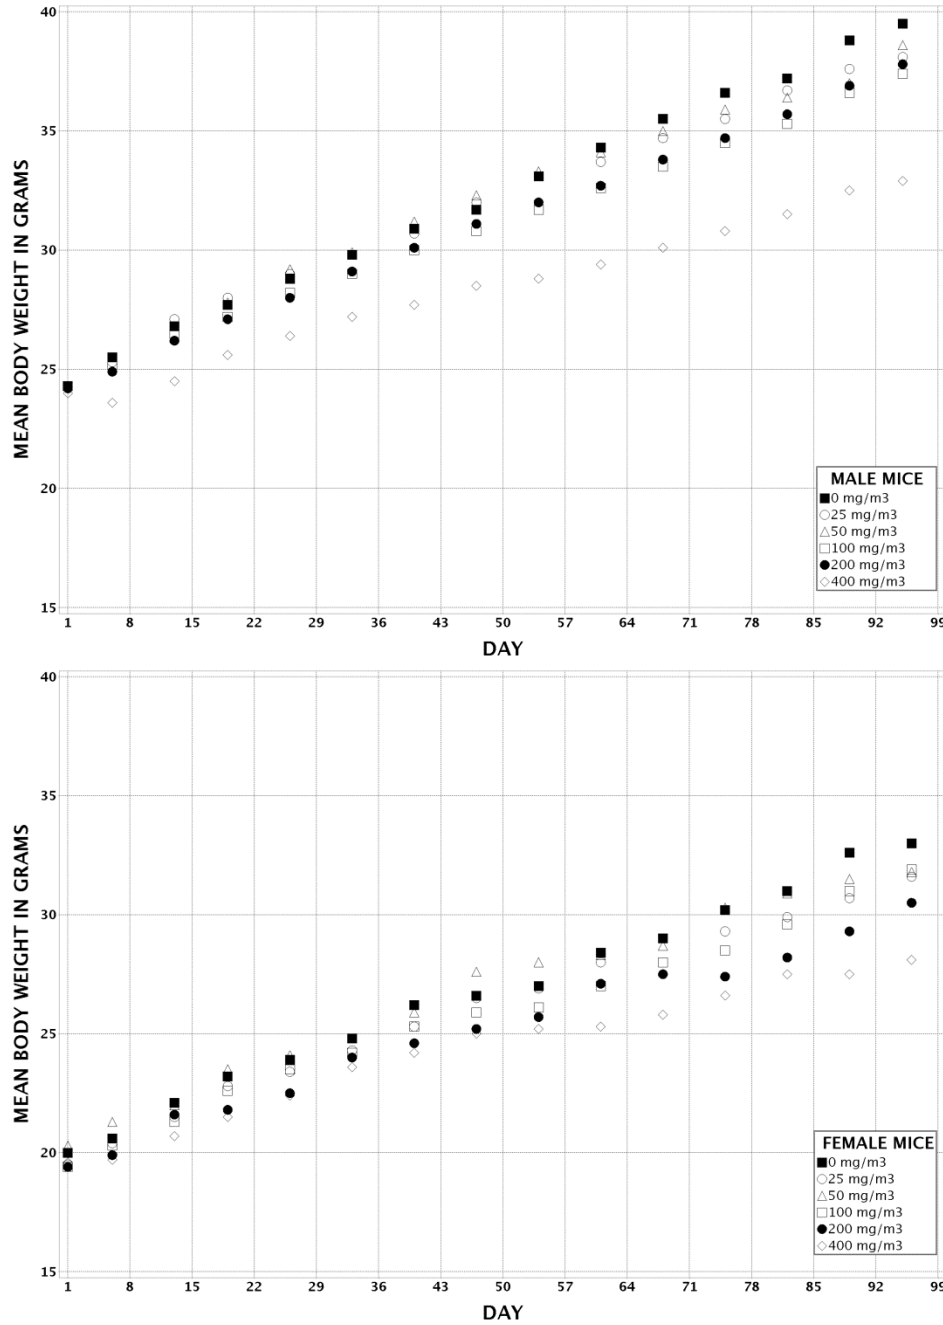 MEAN BODY WEIGHT IN GRAMS
40
35
30
25
20
15
MALE MICE
0 mg/m3
25 mg/m3
50 mg/m3
100 mg/m3
200 mg/m3
400 mg/m3
1 8 15 22 29 36 43 50 57 64 71 78 85 92 99
DAY
MEAN BODY WEIGHT IN GRAMS
40
35
30
25
20
15
FEMALE MICE
0 mg/m3
25 mg/m3
50 mg/m3
100 mg/m3
200 mg/m3
400 mg/m3
1 8 15 22 29 36 43 50 57 64 71 78 85 92 99
DAY